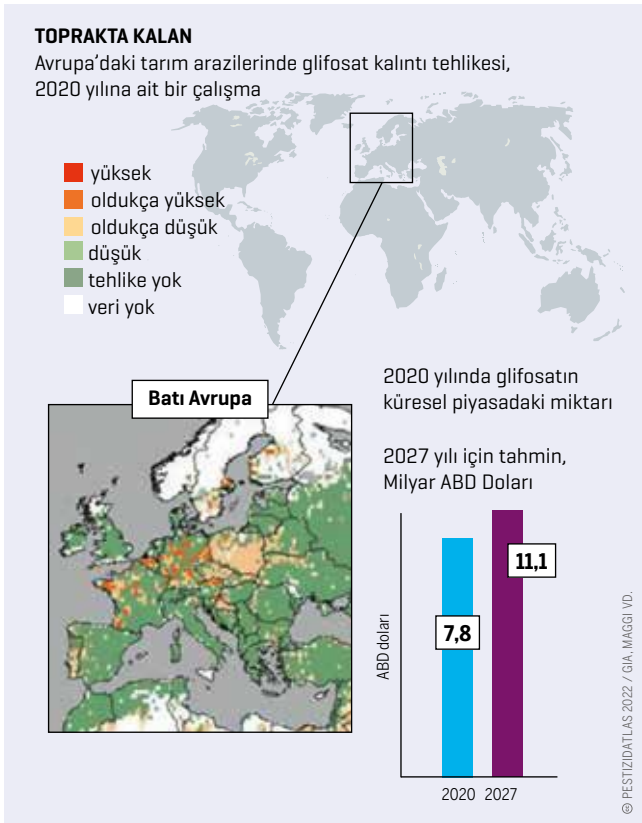 TOPRAKTA KALAN
Avrupa’daki tarım arazilerinde glifosat kalıntı tehlikesi,
2020 yılına ait bir çalışma
yüksek
oldukça yüksek
oldukça düşük
düşük
tehlike yok
veri yok
Batı Avrupa
2020 yılında glifosatın
küresel piyasadaki miktarı
2027 yılı için tahmin,
Milyar ABD Doları
11,1
7,8
ABD doları
2020 2027
© PESTIZIDATLAS 2022 / GIA, MAGGI VD.